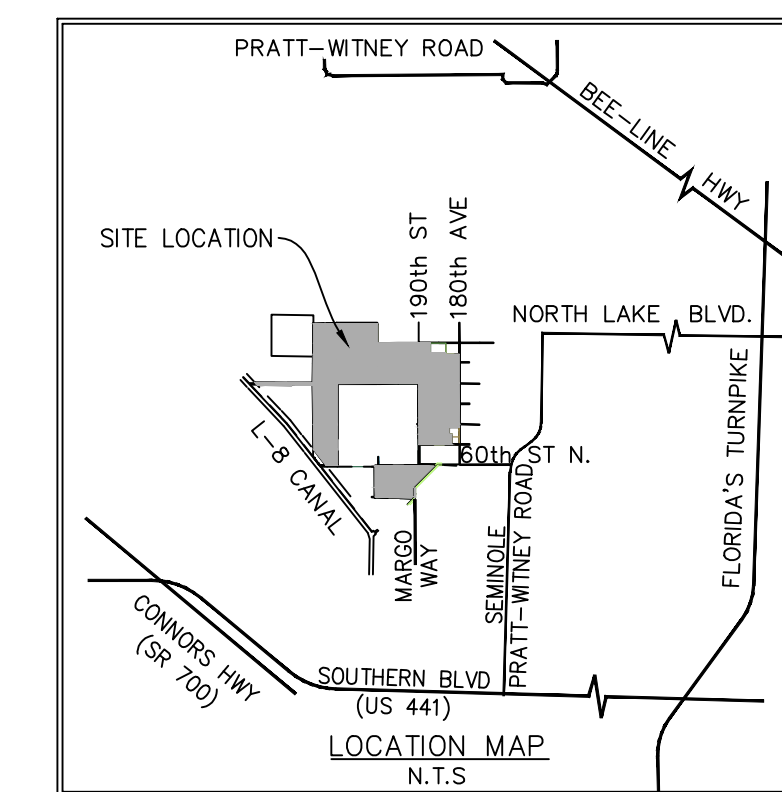 PRATT-WITNEY ROAD
BEE-LINE
HWY
SITE LOCATION
190th ST
180th AVE
NORTH LAKE BLVD.
FLORIDA'S TURNPIKE
60th ST N.
L-8 CANAL
MARGO
WAY
SEMINOLE
PRATT-WITNEY ROAD
CONNORS HWY
(SR 700)
SOUTHERN BLVD
(US 441)
LOCATION MAP
N.T.S